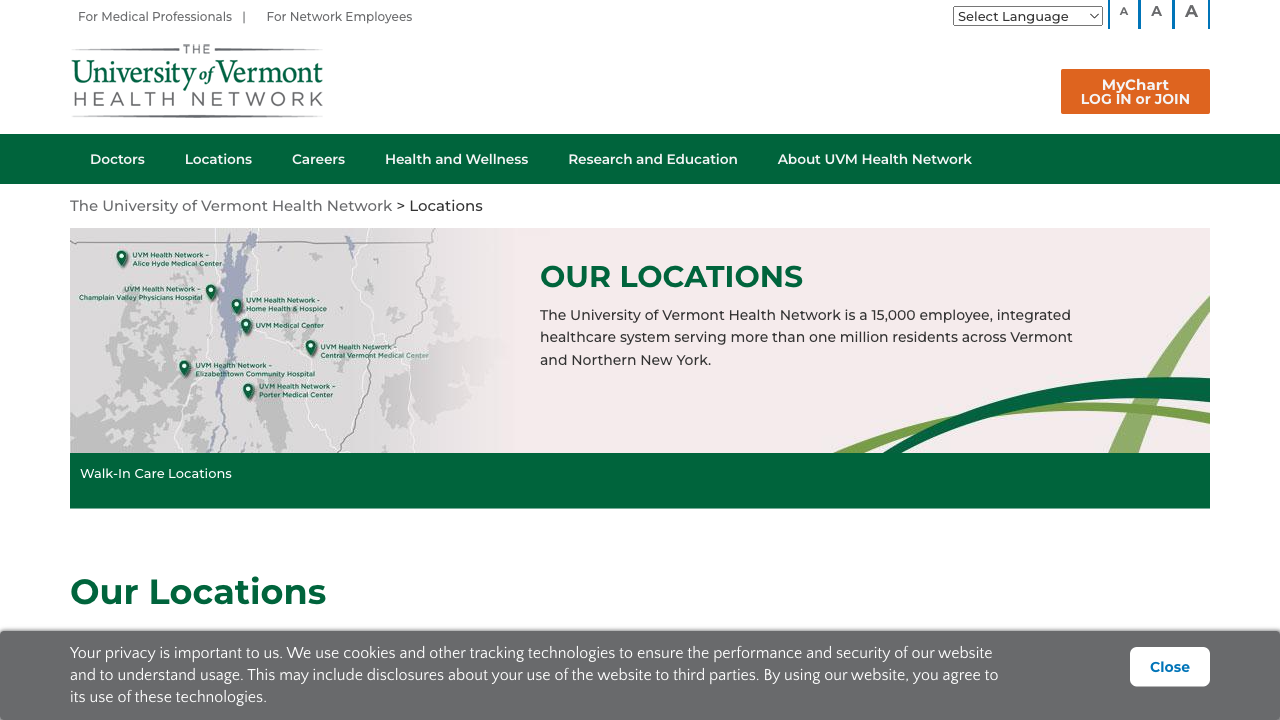 For Medical Professionals |
For Network Employees
Select Language
A
A
A
THE
University of Vermont
HEALTH NETWORK
MyChart
LOG IN or JOIN
Doctors
Locations
Careers
Health and Wellness
Research and Education
About UVM Health Network
The University of Vermont Health Network > Locations
UVM Health Network –
Alice Hyde Medical Center
UVM Health Network –
Champlain Valley Physicians Hospital
UVM Health Network -
Home Health & Hospice
UVM Medical Center
UVM Health Network–
Central Vermont Medical Center
UVM Health Network –
Elizabethtown Community Hospital
UVM Health Network –
Porter Medical Center
OUR LOCATIONS
The University of Vermont Health Network is a 15,000 employee, integrated
healthcare system serving more than one million residents across Vermont
and Northern New York.
Walk-In Care Locations
Our Locations
Your privacy is important to us. We use cookies and other tracking technologies to ensure the performance and security of our website
and to understand usage. This may include disclosures about your use of the website to third parties. By using our website, you agree to
its use of these technologies.
Close